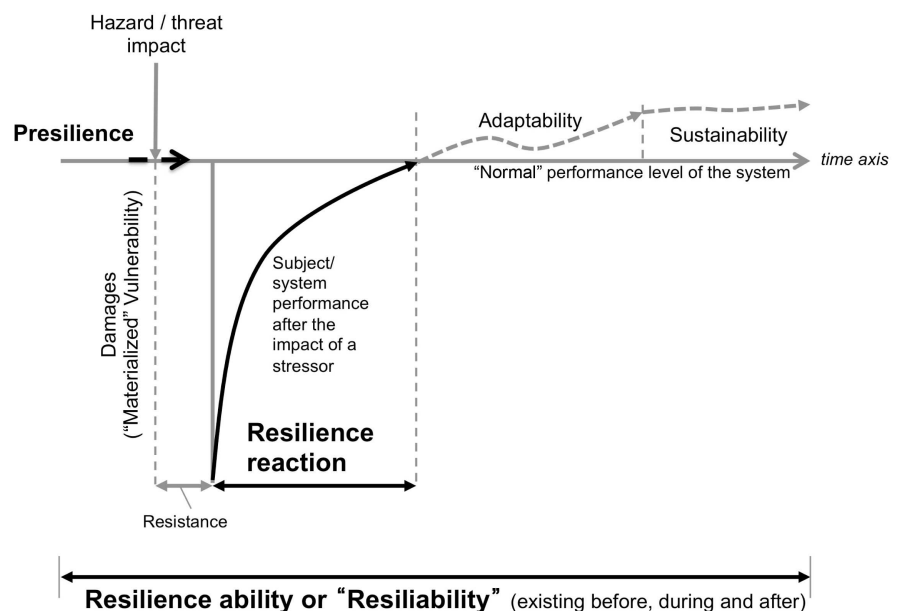 Hazard / threat
impact
Presilience
Adaptability
Sustainability
time axis
“Normal” performance level of the system
Damages
(“Materialized” Vulnerability)
Subject/
system
performance
after the
impact of a
stressor
Resilience
reaction
Resistance
Resilience ability or “Resiliability” (existing before, during and after)